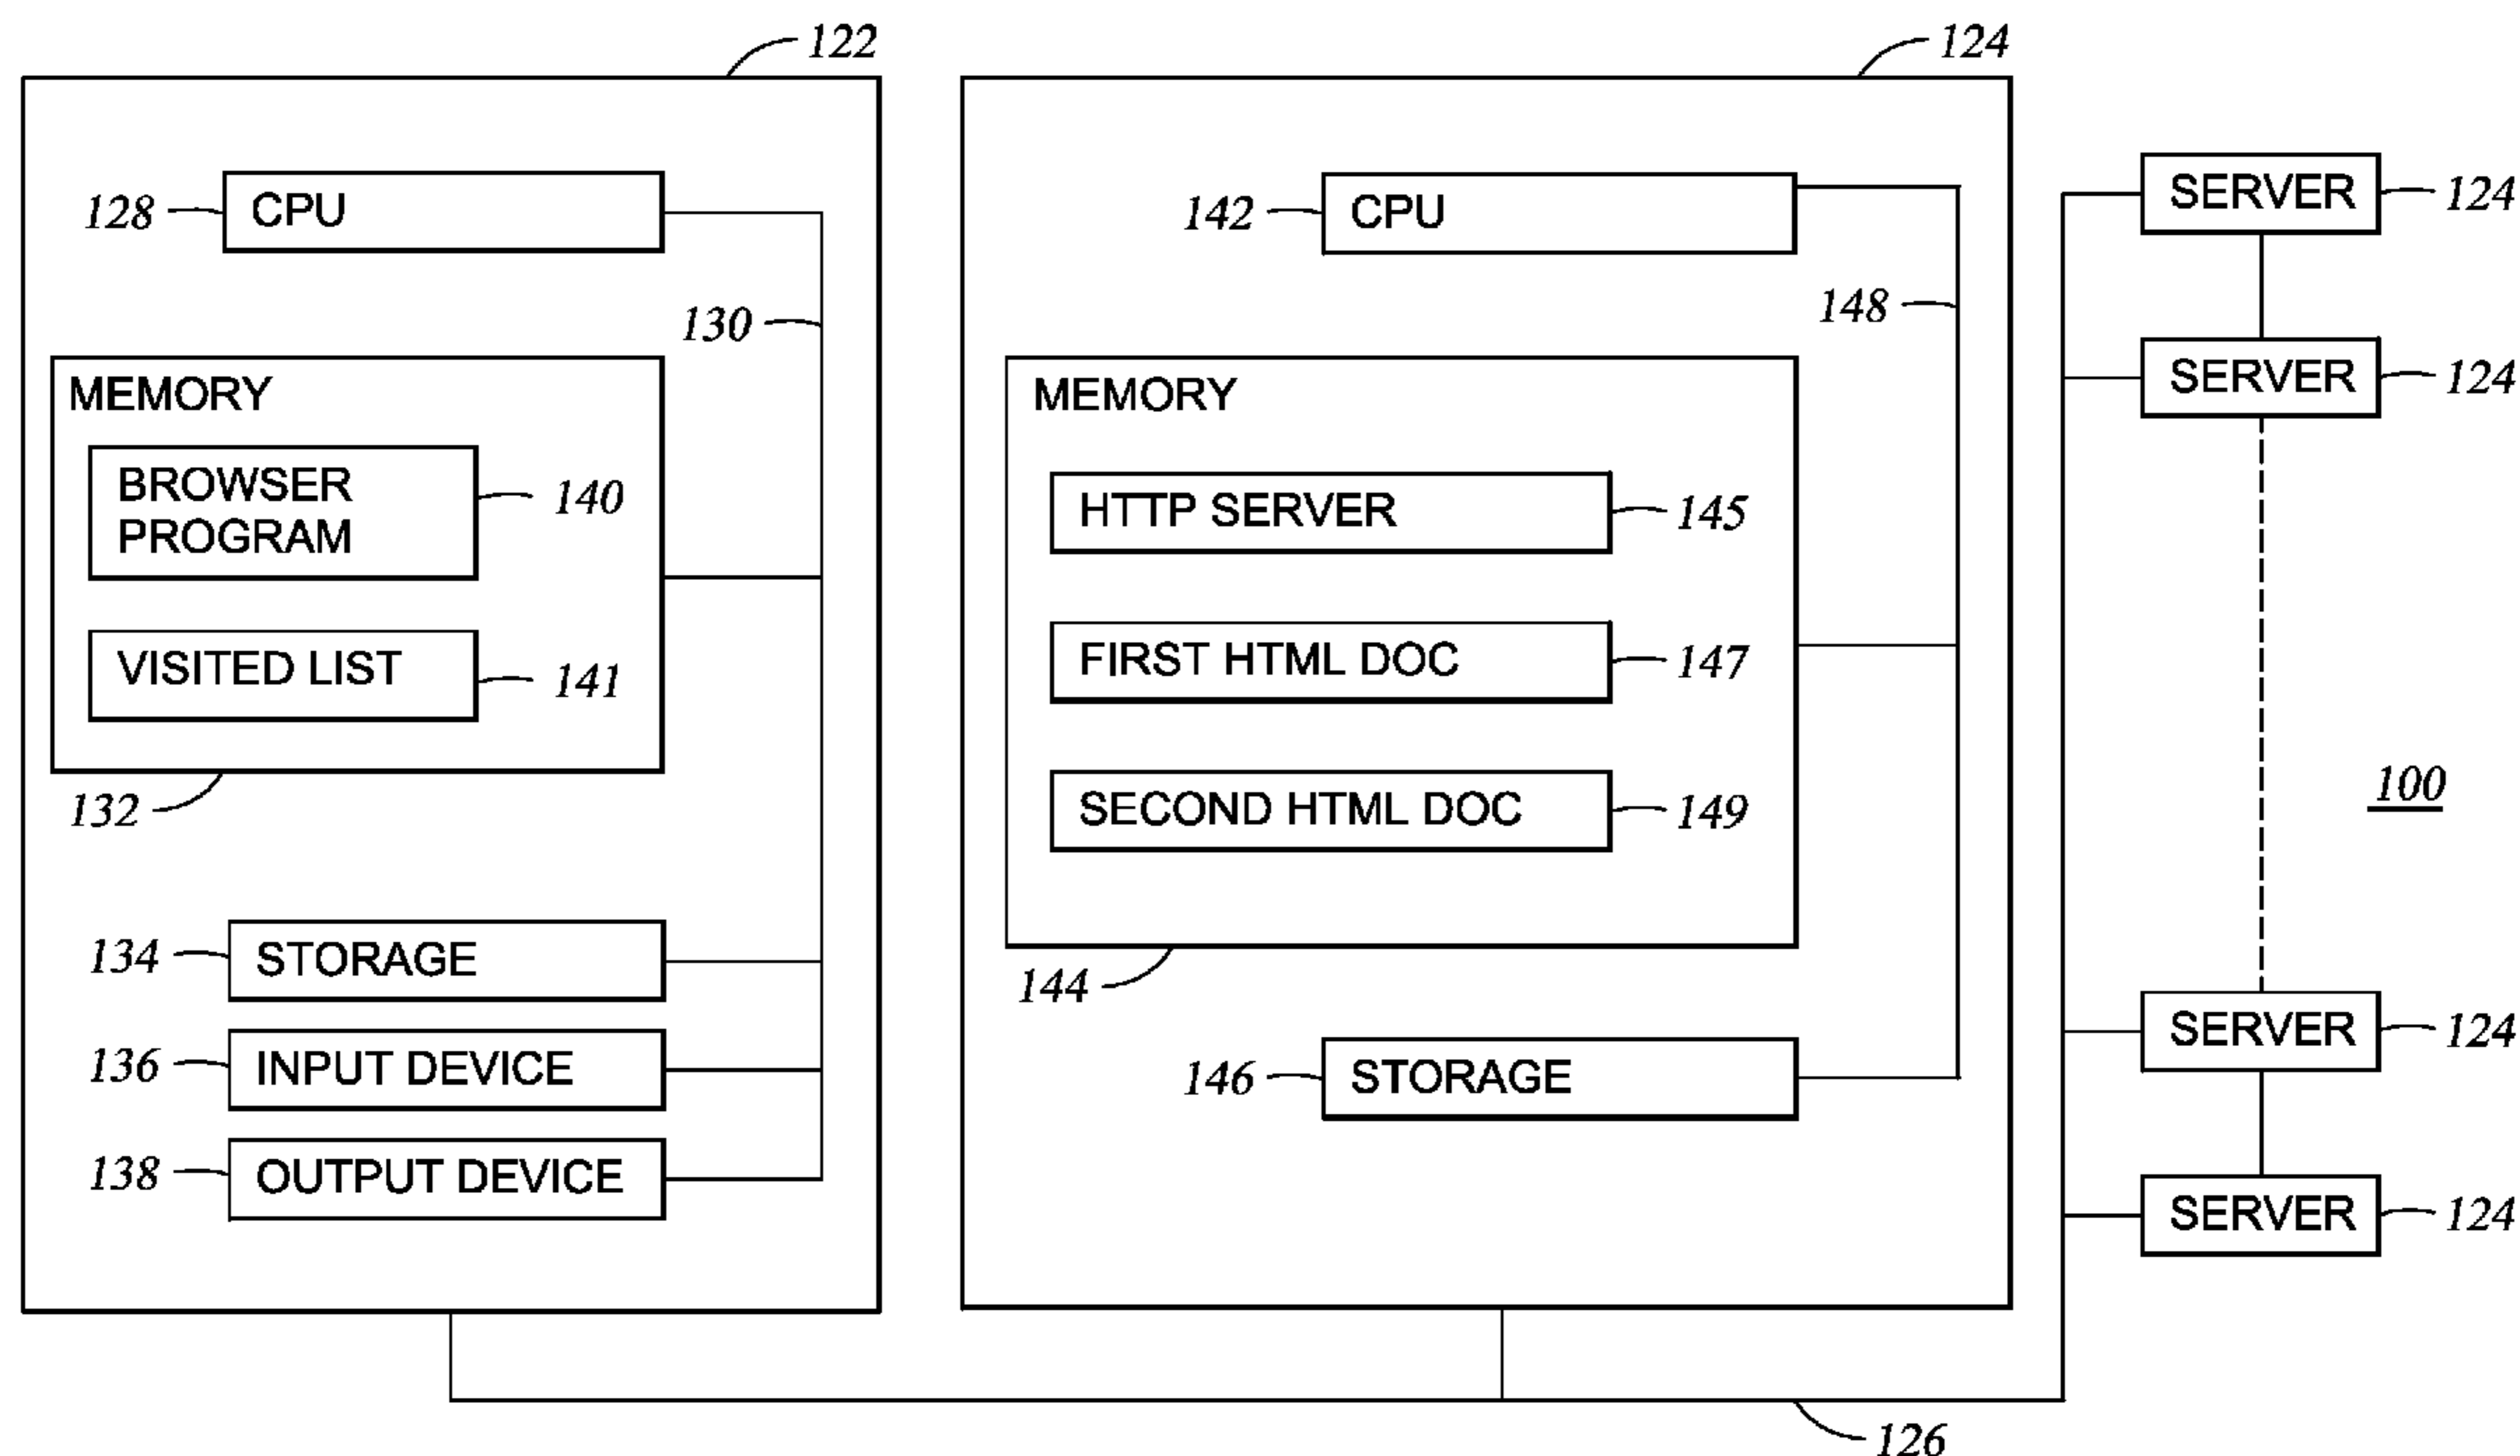 122
128 CPU
130
MEMORY
BROWSER
PROGRAM
140
VISITED LIST 141
132
134 STORAGE
136 INPUT DEVICE
138 OUTPUT DEVICE
124
142 CPU
148
MEMORY
HTTP SERVER 145
FIRST HTML DOC 147
SECOND HTML DOC 149
144
146 STORAGE
SERVER 124
SERVER 124
100
SERVER 124
SERVER 124
126